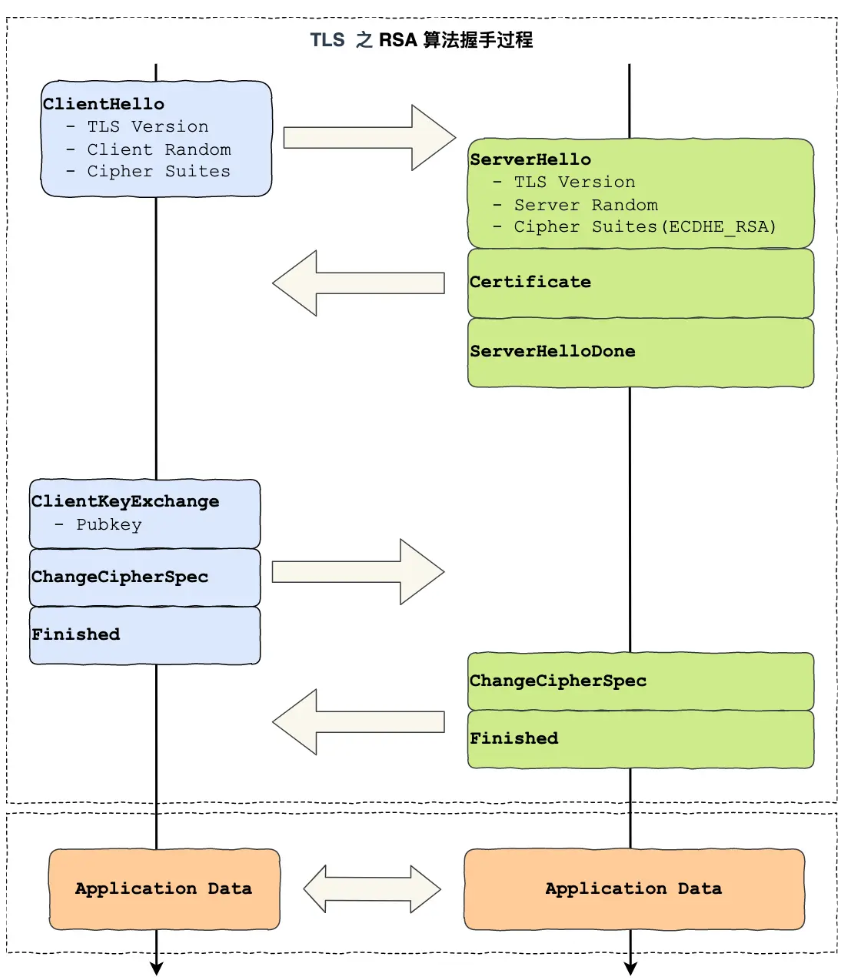 TLS 之 RSA 算法握手过程
ClientHello
- TLS Version
- Client Random
- Cipher Suites
ServerHello
- TLS Version
- Server Random
- Cipher Suites(ECDHE_RSA)
Certificate
ServerHelloDone
ClientKeyExchange
- Pubkey
ChangeCipherSpec
Finished
ChangeCipherSpec
Finished
Application Data
Application Data